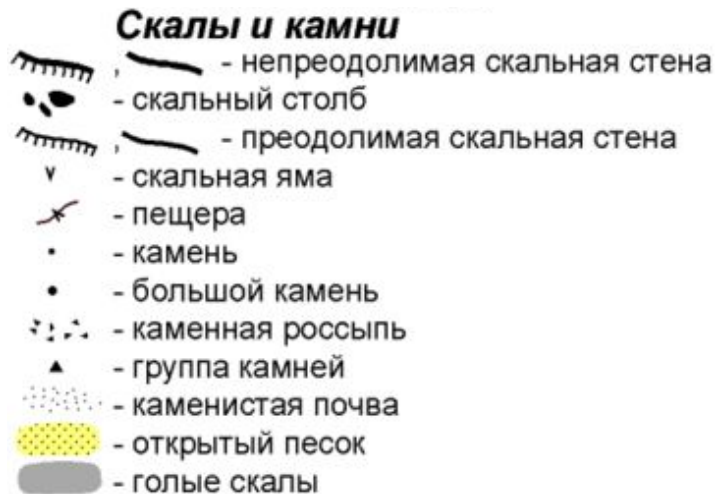 Скалы и камни
, - непреодолимая скальная стена
- скальный столб
, - преодолимая скальная стена
- скальная яма
- пещера
- камень
- большой камень
- каменная россыпь
- группа камней
- каменистая почва
- открытый песок
- голые скалы